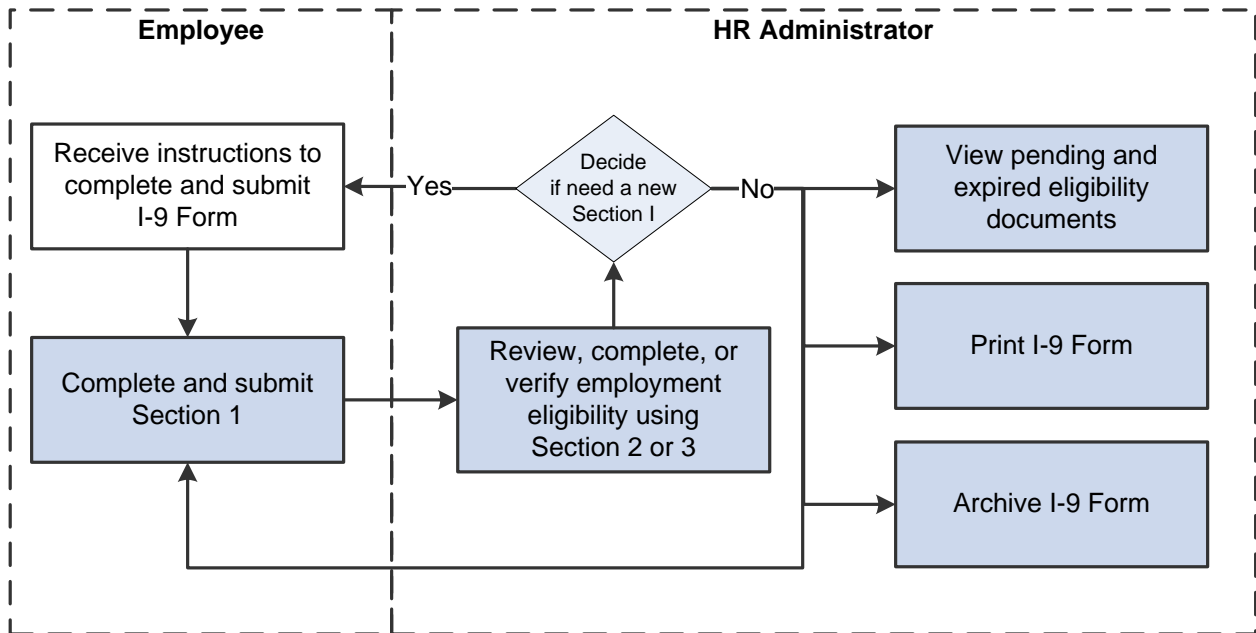 Employee
HR Administrator
Receive instructions to
complete and submit
I-9 Form
Yes
Decide
if need a new
Section I
No
View pending and
expired eligibility
documents
Complete and submit
Section 1
Review, complete, or
verify employment
eligibility using
Section 2 or 3
Print I-9 Form
Archive I-9 Form